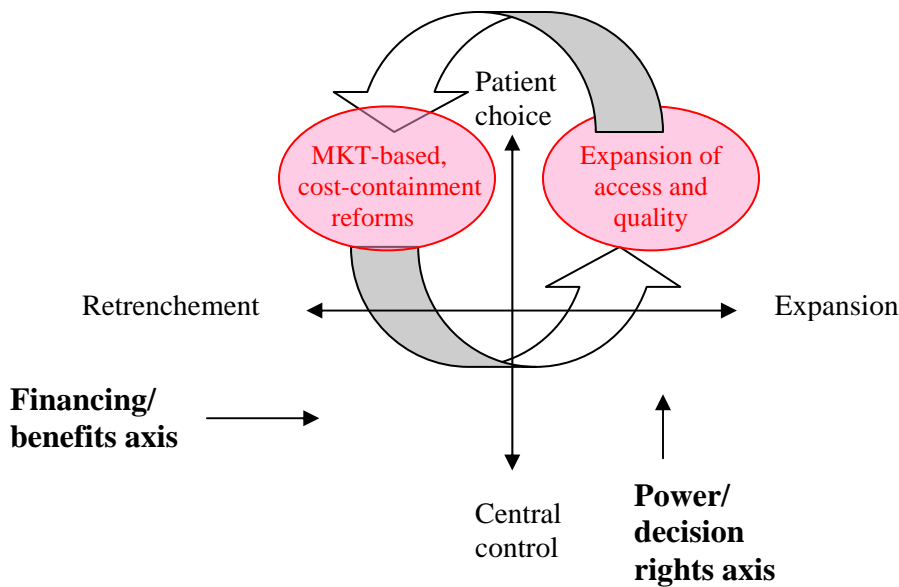 Patient
choice
MKT-based,
cost-containment
reforms
Expansion of
access and
quality
Retrenchement
Expansion
Financing/
benefits axis
Central
control
Power/
decision
rights axis